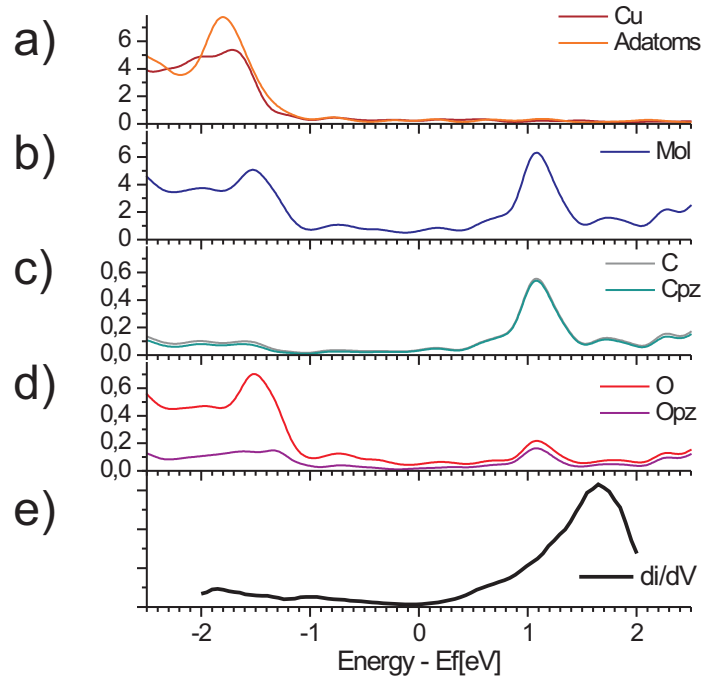 a)
Cu
Adatoms
6
4
2
0
b)
Mol
6
4
2
0
c)
C
Cpz
0,6
0,4
0,2
0,0
d)
O
Opz
0,6
0,4
0,2
0,0
e)
di/dV
-2 -1 0 1 2
Energy - Ef[eV]